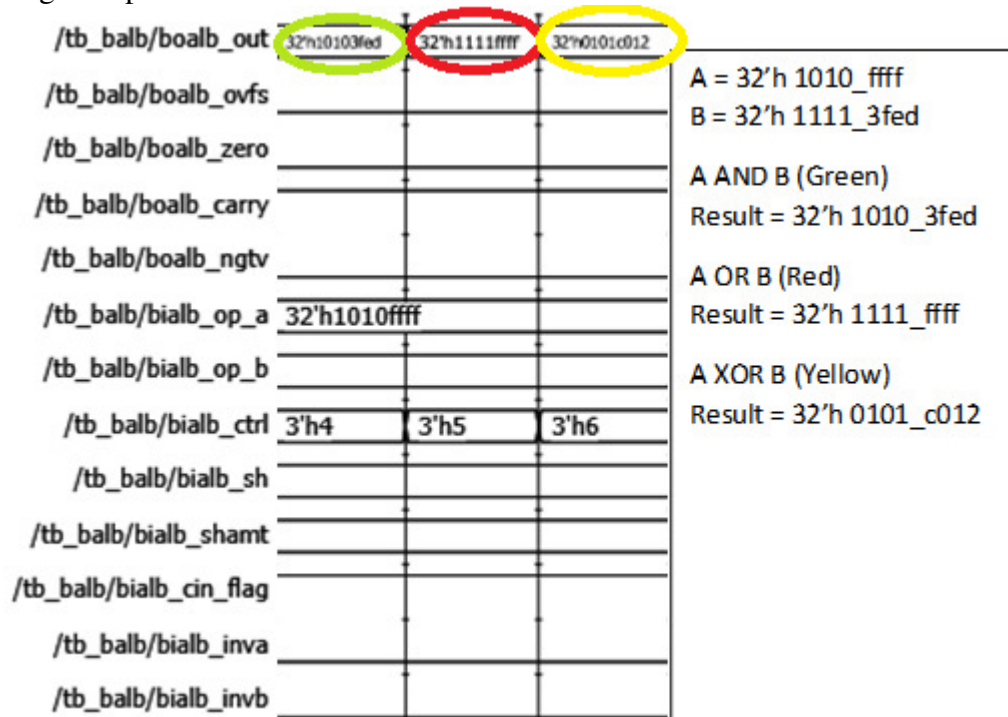 /tb_balb/boalb_out 32'h10103fed 32'h1111ffff 32'h0101c012
/tb_balb/boalb_ovfs
/tb_balb/boalb_zero
/tb_balb/boalb_carry
/tb_balb/boalb_ngtv
/tb_balb/bialb_op_a 32'h1010ffff
/tb_balb/bialb_op_b
/tb_balb/bialb_ctrl 3'h4 3'h5 3'h6
/tb_balb/bialb_sh
/tb_balb/bialb_shamt
/tb_balb/bialb_cin_flag
/tb_balb/bialb_inva
/tb_balb/bialb_invb
A = 32'h 1010_ffff
B = 32'h 1111_3fed
A AND B (Green)
Result = 32'h 1010_3fed
A OR B (Red)
Result = 32'h 1111_ffff
A XOR B (Yellow)
Result = 32'h 0101_c012